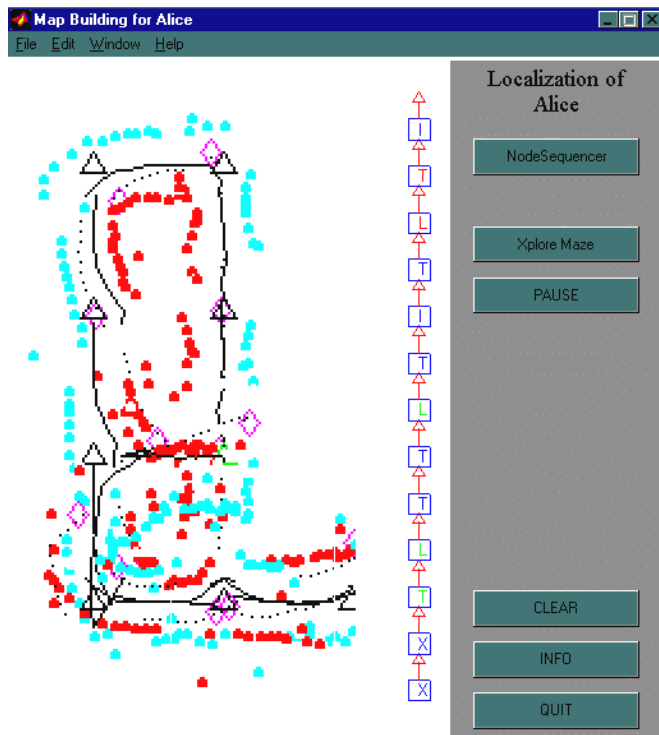 Map Building for Alice
File Edit Window Help
Localization of
Alice
NodeSequencer
Xplore Maze
PAUSE
CLEAR
INFO
QUIT
I
T
L
T
I
T
L
T
T
L
T
X
X